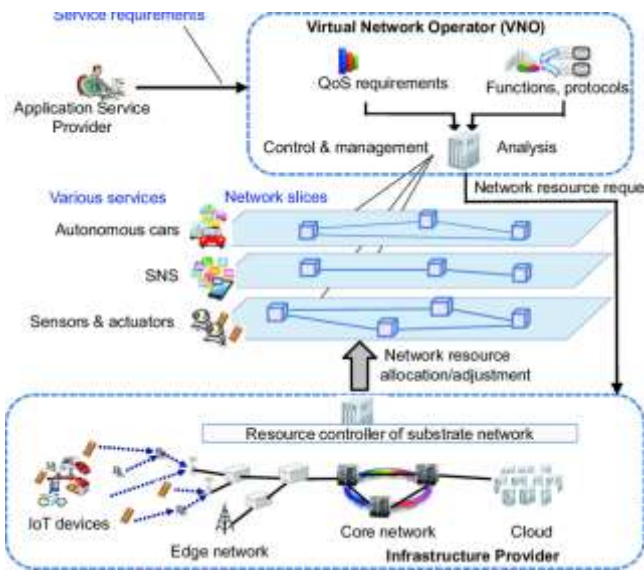 Service requirements
Virtual Network Operator (VNO)
QoS requirements
Functions, protocols
Application Service
Provider
Control & management
Analysis
Network resource reque
Various services
Network slices
Autonomous cars
SNS
Sensors & actuators
Network resource
allocation/adjustment
Resource controller of substrate network
IoT devices
Edge network
Core network
Cloud
Infrastructure Provider